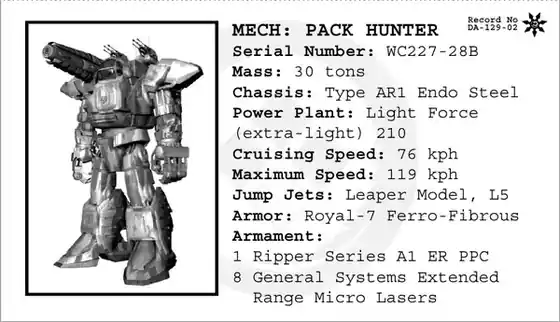 MECH: PACK HUNTER
Record No
DA-129-02
Serial Number: WC227-28B
Mass: 30 tons
Chassis: Type AR1 Endo Steel
Power Plant: Light Force
(extra-light) 210
Cruising Speed: 76 kph
Maximum Speed: 119 kph
Jump Jets: Leaper Model, L5
Armor: Royal-7 Ferro-Fibrous
Armament:
1 Ripper Series A1 ER PPC
8 General Systems Extended
Range Micro Lasers